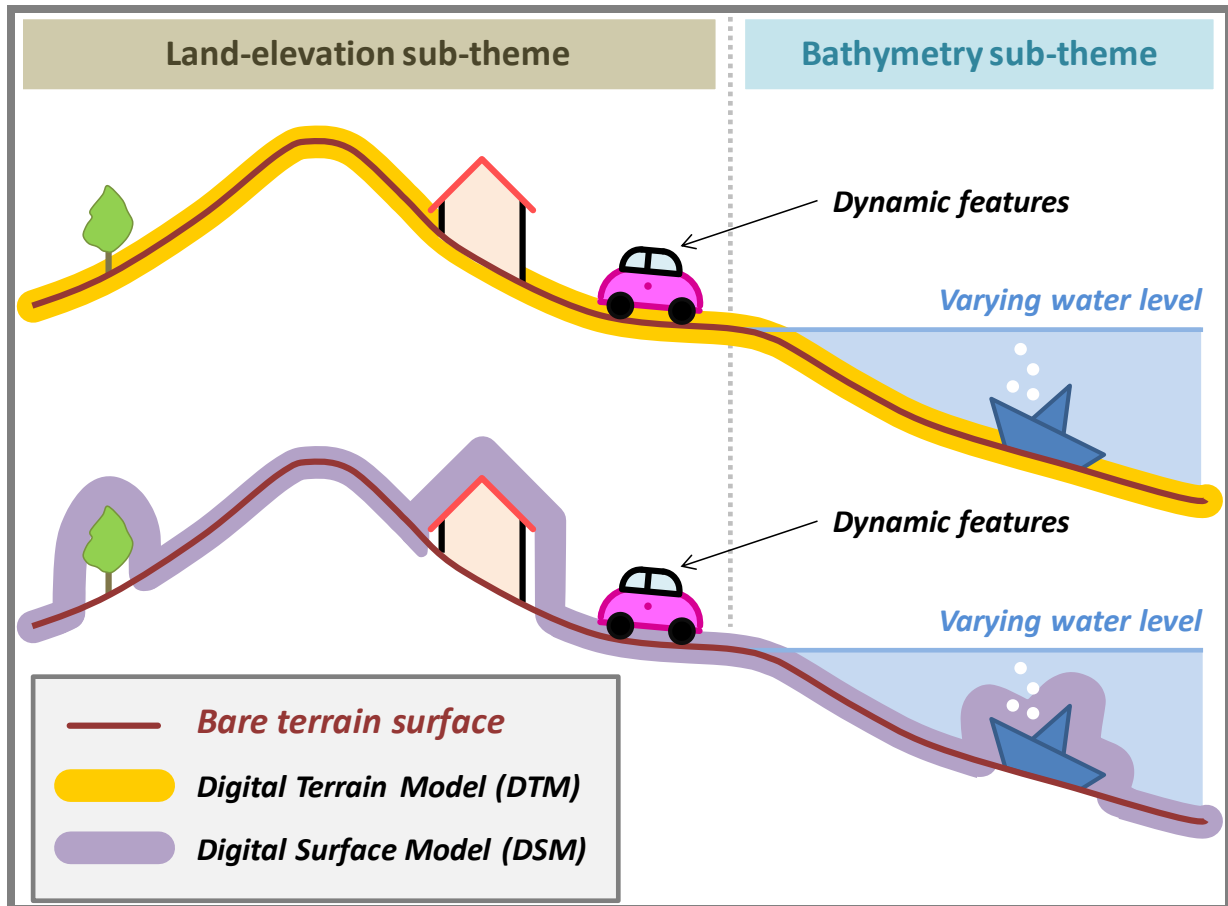 Land-elevation sub-theme
Bathymetry sub-theme
Dynamic features
Varying water level
Dynamic features
Varying water level
Bare terrain surface
Digital Terrain Model (DTM)
Digital Surface Model (DSM)